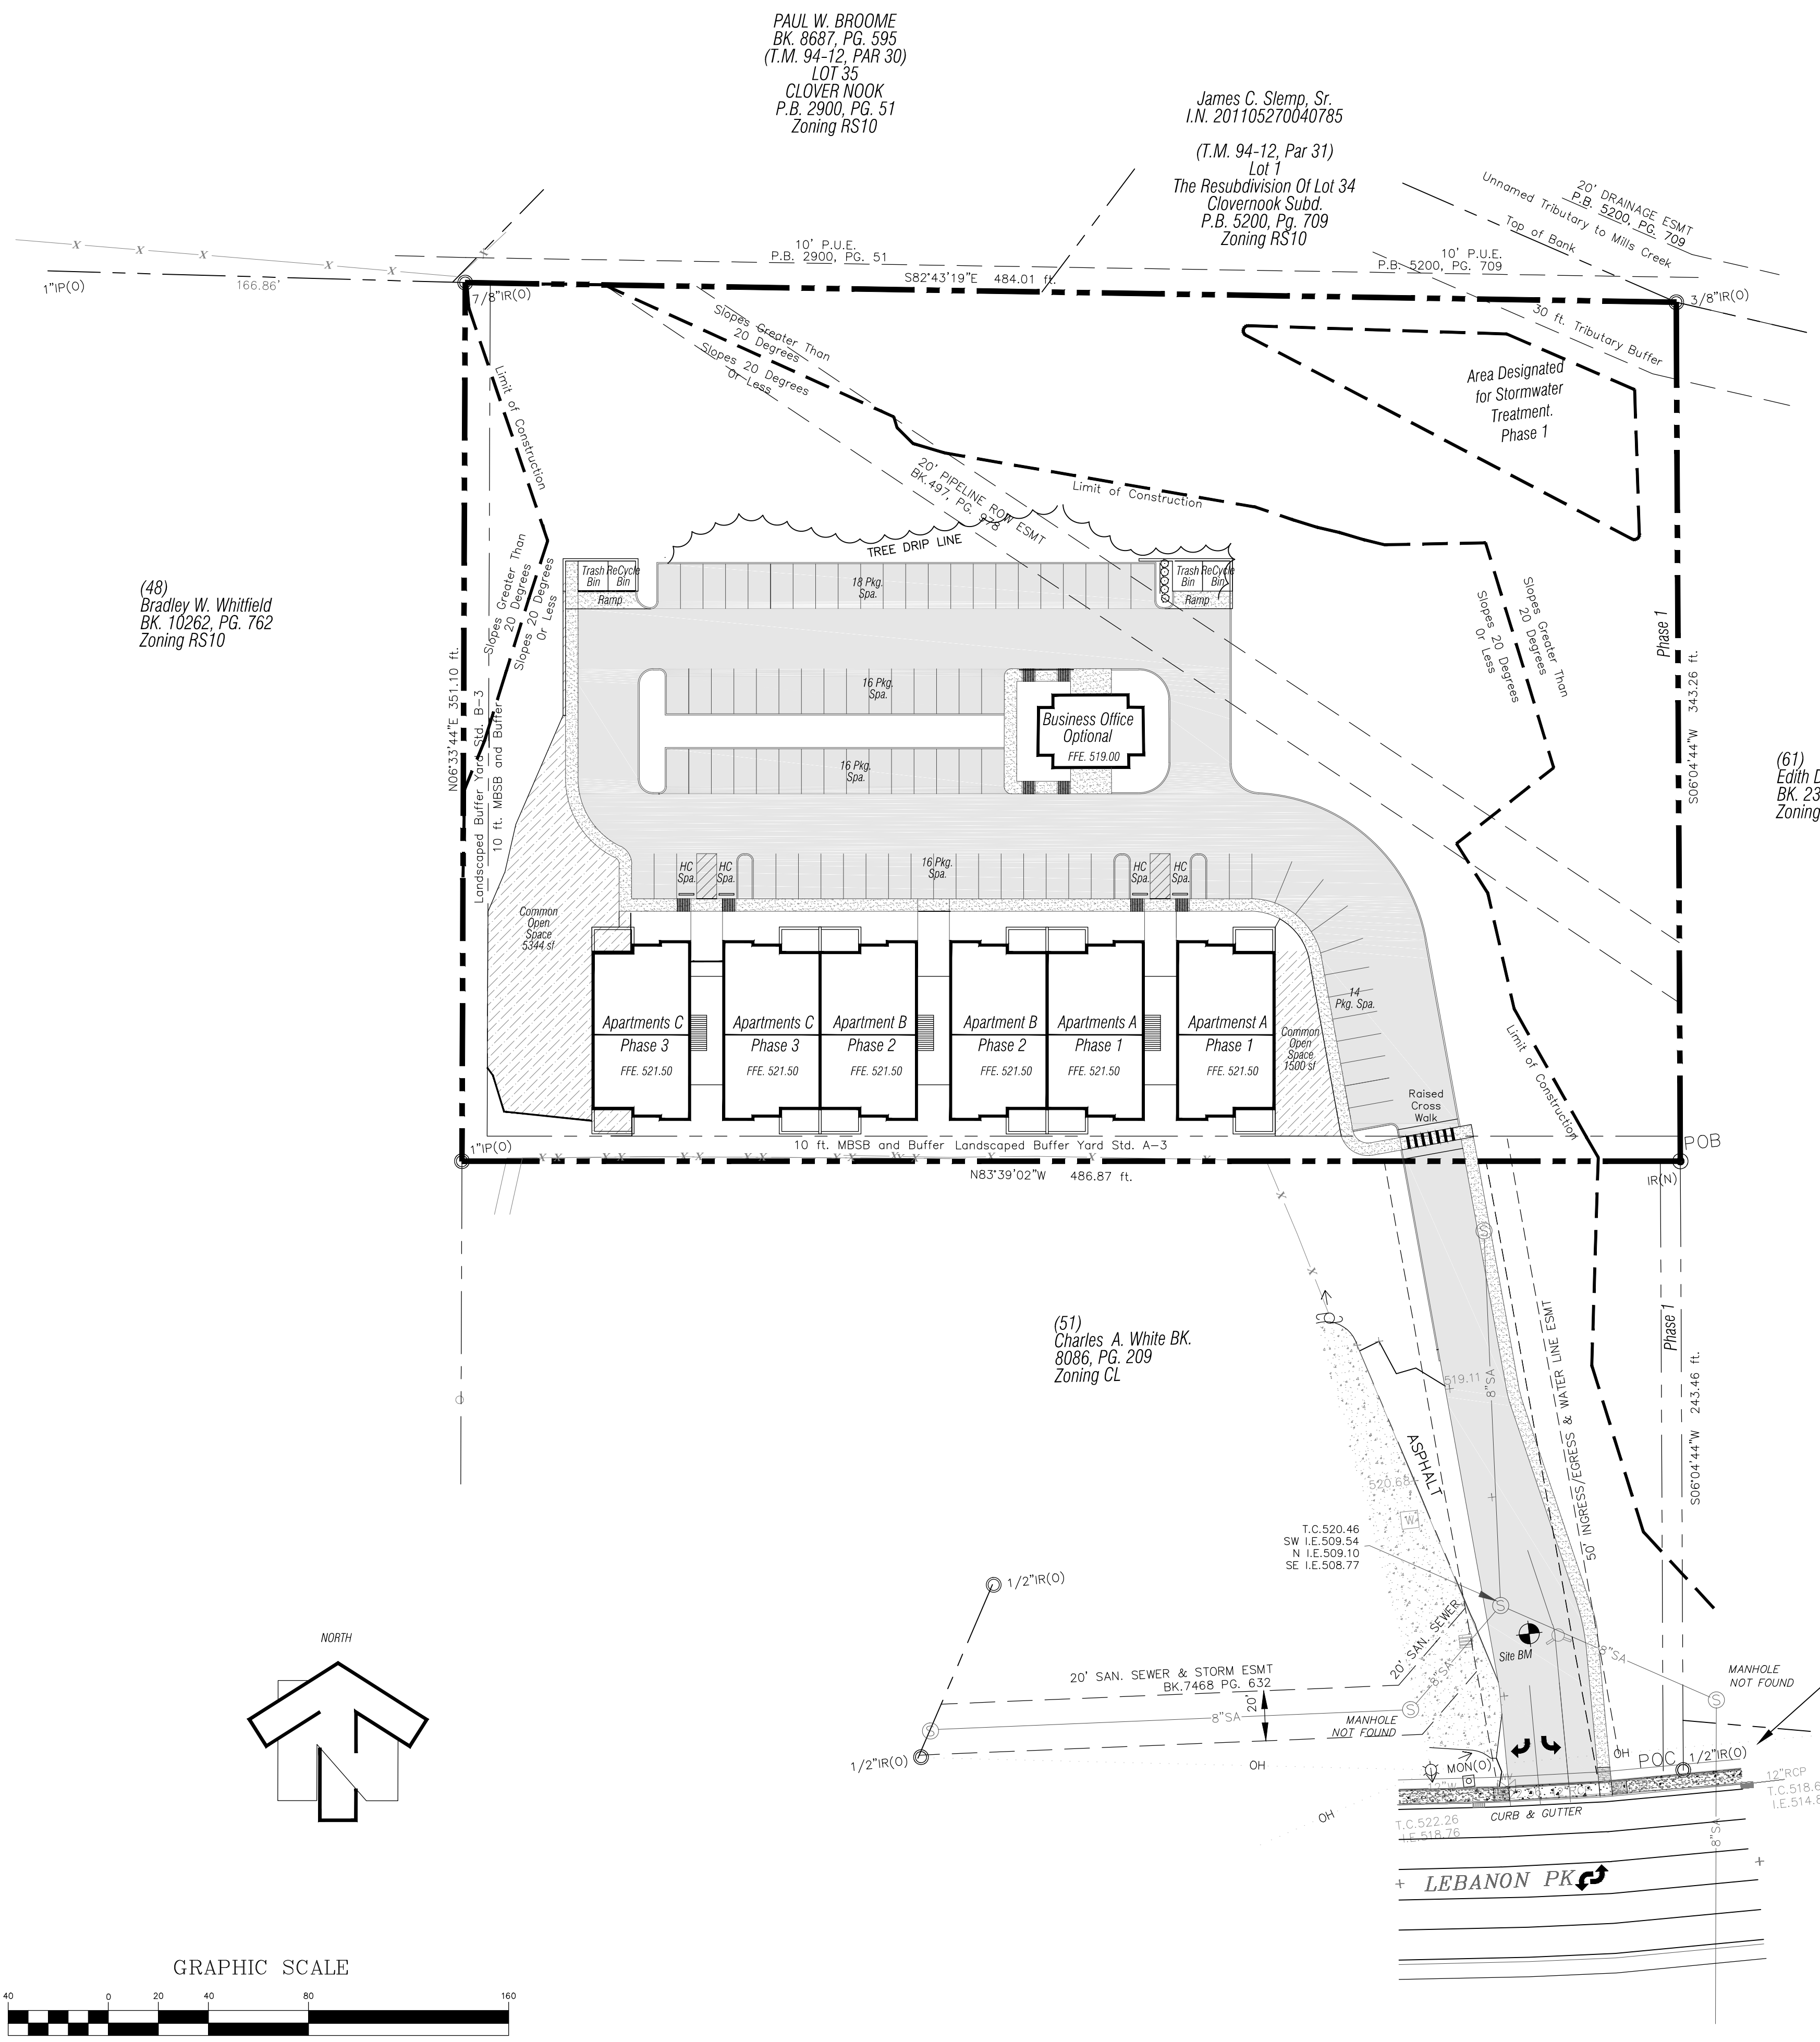 PAUL W. BROOME
BK. 8687, PG. 595
(T.M. 94-12, PAR 30)
LOT 35
CLOVER NOOK
P.B. 2900, PG. 51
Zoning RS10
James C. Slemp, Sr.
I.N. 201105270040785
(T.M. 94-12, Par 31)
Lot 1
The Resubdivision Of Lot 34
Clovernook Subd.
P.B. 5200, Pg. 709
Zoning RS10
20' DRAINAGE ESMT
P.B. 5200, PG. 709
Unnamed Tributary to Mills Creek
Top of Bank
10' P.U.E.
P.B. 2900, PG. 51
10' P.U.E.
P.B. 5200, PG. 709
S82°43'19"E 484.01 ft.
1"IP(O)
166.86'
7/8"IR(O)
3/8"IR(O)
30 ft. Tributary Buffer
Slopes Greater Than
20 Degrees
Slopes 20 Degrees
Or Less
Area Designated
for Stormwater
Treatment.
Phase 1
Limit of Construction
20' PIPELINE ROW ESMT
BK.497, PG. 978
Limit of Construction
TREE DRIP LINE
(48)
Bradley W. Whitfield
BK. 10262, PG. 762
Zoning RS10
Slopes Greater Than
20 Degrees
Slopes 20 Degrees
Or Less
Trash
Bin
ReCycle
Bin
Ramp
18 Pkg.
Spa.
Trash
Bin
ReCycle
Bin
Ramp
Slopes Greater Than
20 Degrees
Slopes 20 Degrees
Or Less
Phase 1
S06°04'44"W 343.26 ft.
N06°33'44"E 351.10 ft.
Landscaped Buffer Yard Std. B-3
10 ft. MBSB and Buffer
16 Pkg.
Spa.
Business Office
Optional
FFE. 519.00
16 Pkg.
Spa.
(61)
Edith D
BK. 23
Zoning
HC
Spa.
HC
Spa.
16 Pkg.
Spa.
HC
Spa.
HC
Spa.
Common
Open
Space
5344 sf
14
Pkg. Spa.
Apartments C
Phase 3
FFE. 521.50
Apartments C
Phase 3
FFE. 521.50
Apartment B
Phase 2
FFE. 521.50
Apartment B
Phase 2
FFE. 521.50
Apartments A
Phase 1
FFE. 521.50
Apartmenst A
Phase 1
FFE. 521.50
Common
Open
Space
1500 sf
Limit of Construction
Raised
Cross
Walk
1"IP(O)
10 ft. MBSB and Buffer Landscaped Buffer Yard Std. A-3
POB
N83°39'02"W 486.87 ft.
IR(N)
(51)
Charles A. White BK.
8086, PG. 209
Zoning CL
Phase 1
S06°04'44"W 243.46 ft.
50' INGRESS/EGRESS & WATER LINE ESMT
519.11
8"SA
ASPHALT
520.68
W
T.C.520.46
SW I.E.509.54
N I.E.509.10
SE I.E.508.77
1/2"IR(O)
20' SAN. SEWER
8"SA
Site BM
8"SA
NORTH
20' SAN. SEWER & STORM ESMT
BK.7468 PG. 632
20'
8"SA
MANHOLE
NOT FOUND
MANHOLE
NOT FOUND
1/2"IR(O)
OH
OH
MON(O)
OH
POC
1/2"IR(O)
12"RCP
T.C.518.6
I.E.514.8
CURB & GUTTER
T.C.522.26
I.E.518.76
8"SA
LEBANON PK
GRAPHIC SCALE
40 0 20 40 80 160